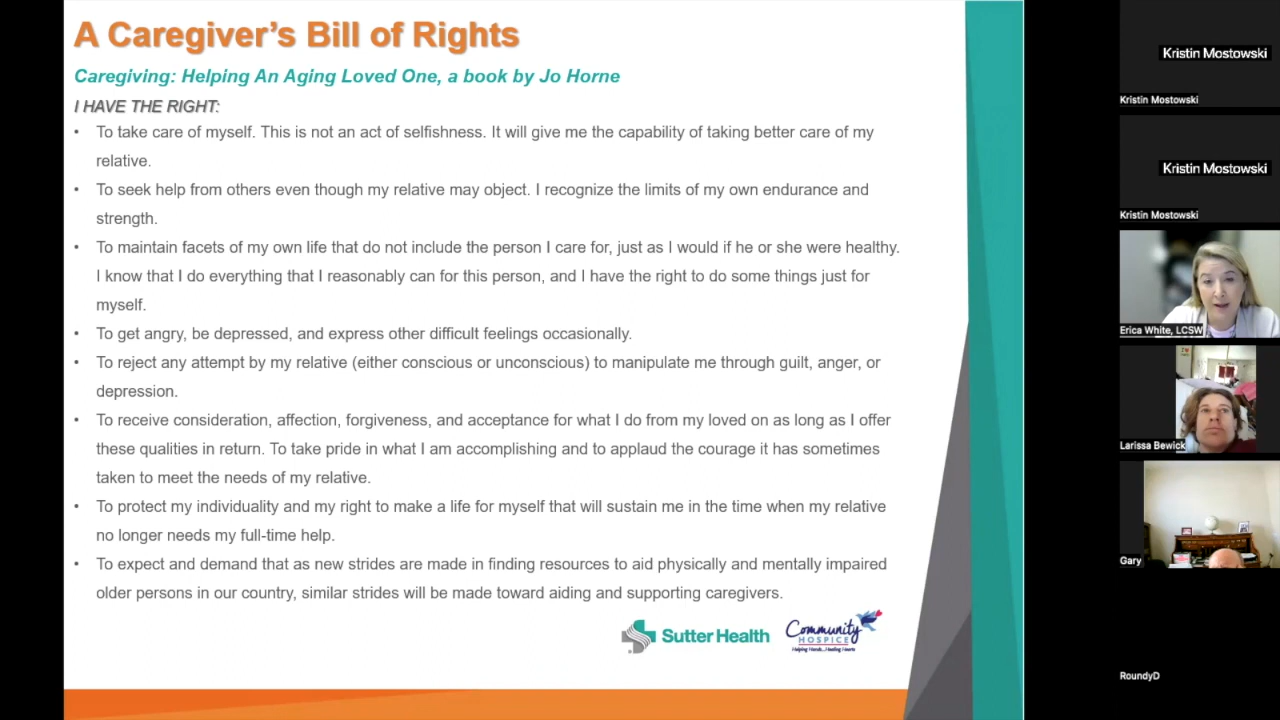 A Caregiver's Bill of Rights
Caregiving: Helping An Aging Loved One, a book by Jo Horne
I HAVE THE RIGHT:
• To take care of myself. This is not an act of selfishness. It will give me the capability of taking better care of my
relative.
• To seek help from others even though my relative may object. I recognize the limits of my own endurance and
strength.
• To maintain facets of my own life that do not include the person I care for, just as I would if he or she were healthy.
I know that I do everything that I reasonably can for this person, and I have the right to do some things just for
myself.
• To get angry, be depressed, and express other difficult feelings occasionally.
• To reject any attempt by my relative (either conscious or unconscious) to manipulate me through guilt, anger, or
depression.
• To receive consideration, affection, forgiveness, and acceptance for what I do from my loved on as long as I offer
these qualities in return. To take pride in what I am accomplishing and to applaud the courage it has sometimes
taken to meet the needs of my relative.
• To protect my individuality and my right to make a life for myself that will sustain me in the time when my relative
no longer needs my full-time help.
• To expect and demand that as new strides are made in finding resources to aid physically and mentally impaired
older persons in our country, similar strides will be made toward aiding and supporting caregivers.
Sutter Health
Community
HOSPICE
Helping Hands...Healing Hearts
Kristin Mostowski
Kristin Mostowski
Kristin Mostowski
Kristin Mostowski
Erica White, LCSW
Larissa Bewick
Gary
RoundyD